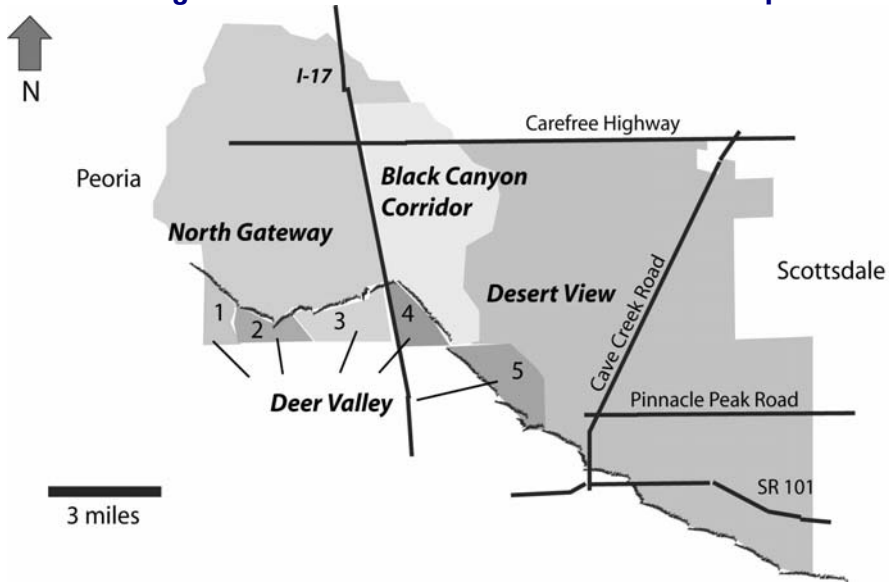 N
I-17
Carefree Highway
Peoria
Black Canyon
Corridor
North Gateway
Scottsdale
Desert View
Cave Creek Road
1
2
3
4
5
Deer Valley
Pinnacle Peak Road
SR 101
3 miles